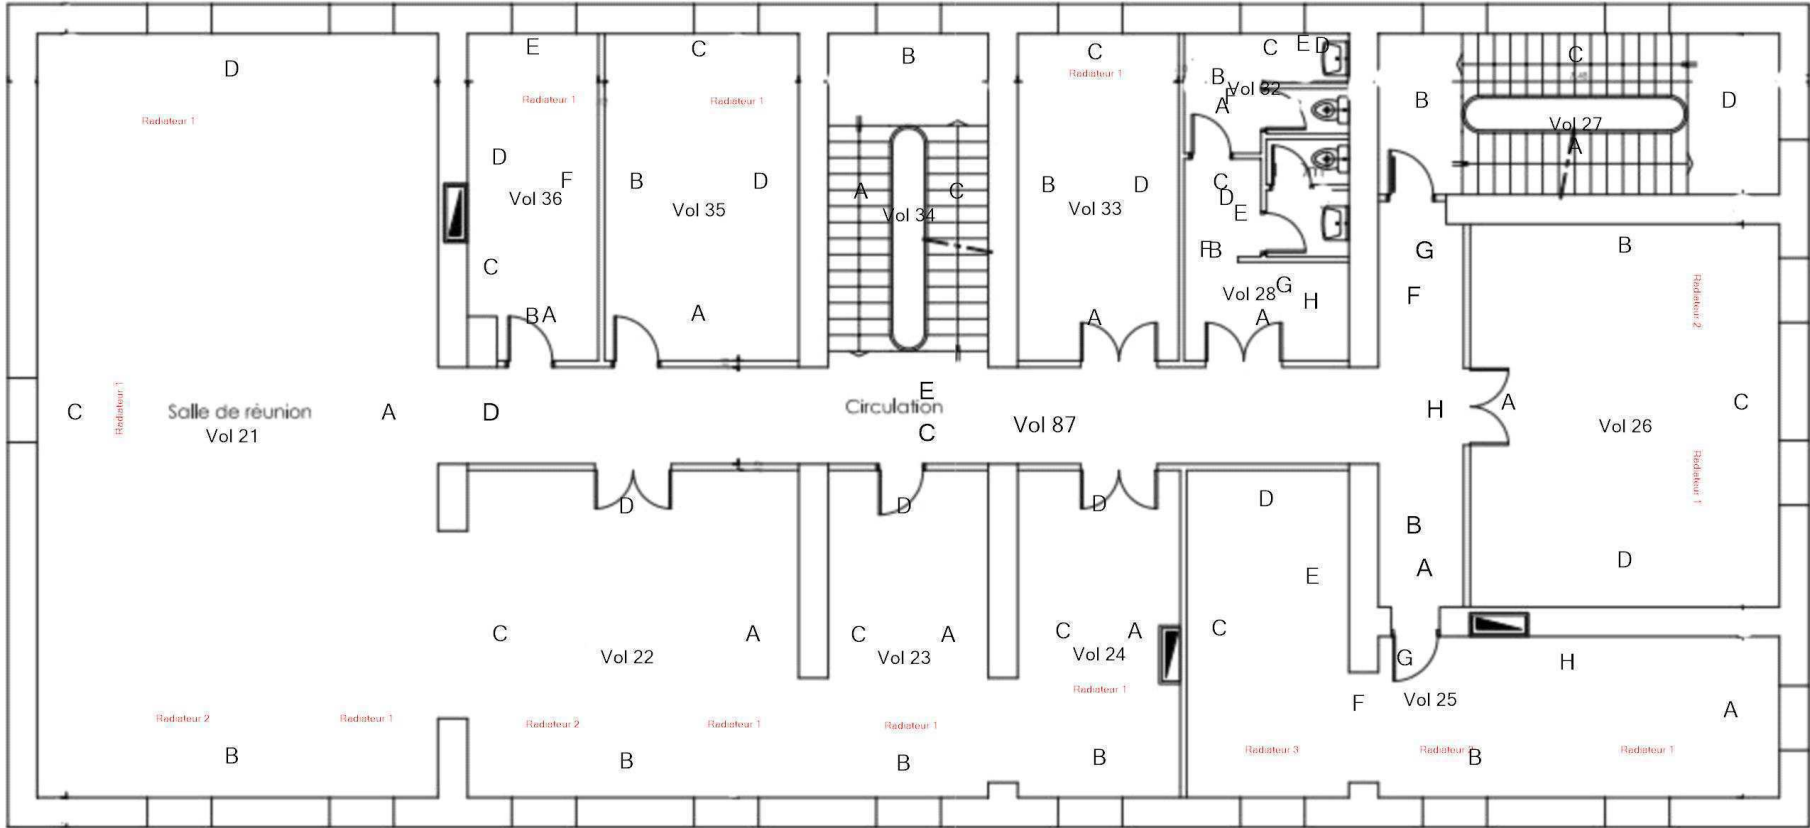 E
C
B
C
C
E
D
C
D
B
Vol 32
F
A
B
D
Radiateur 1
Radiateur 1
Radiateur 1
Radiateur 1
Vol 27
A
D
F
Vol 36
C
B
A
B
D
Vol 35
A
A
C
Vol 34
B
D
Vol 33
A
C
D
E
F
B
Vol 28
G
H
A
G
F
B
Radiateur 2
C
Radiateur 1
Salle de réunion
A
Vol 21
D
Circulation
E
C
Vol 87
H
A
Vol 26
C
Radiateur 1
D
D
D
D
B
A
E
D
C
Vol 22
A
C
Vol 23
A
C
Vol 24
A
C
G
H
Vol 25
F
A
Radiateur 2
Radiateur 1
Radiateur 2
Radiateur 1
Radiateur 1
Radiateur 1
Radiateur 3
Radiateur 1
B
B
B
B
B